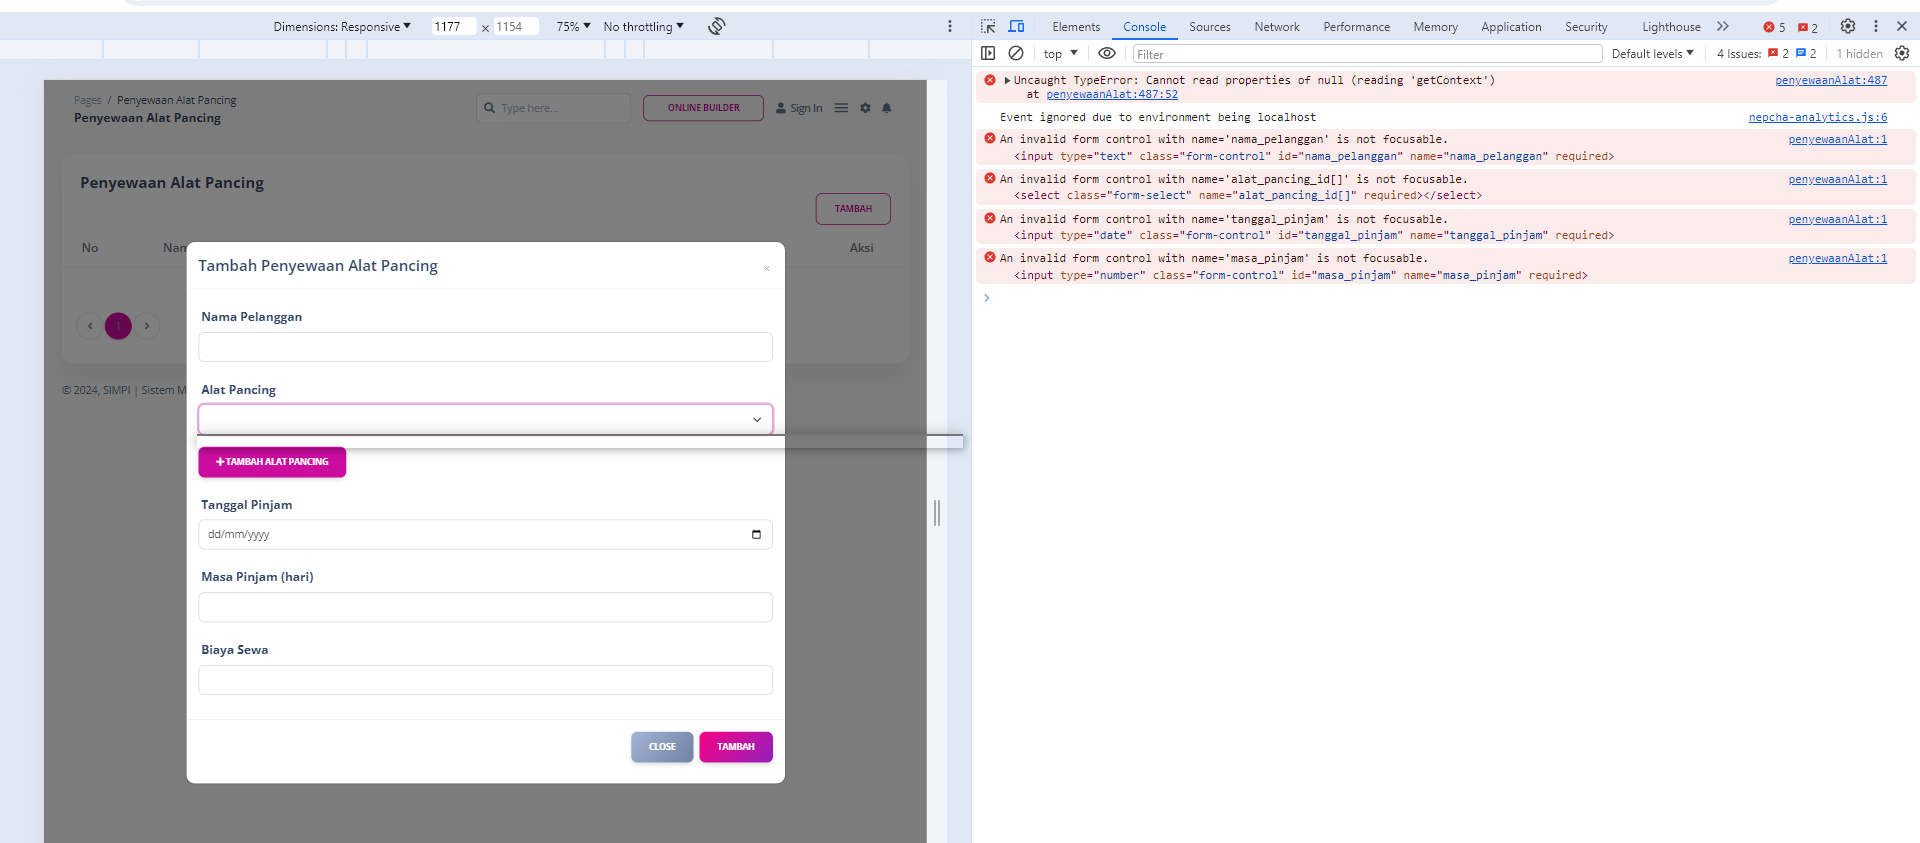 Dimensions: Responsive 1177 × 1154 75% No throttling
Elements Console Sources Network Performance Memory Application Security Lighthouse 5 2
top Filter Default levels 4 Issues: 2 2 1 hidden
Pages / Penyewaan Alat Pancing
Penyewaan Alat Pancing
Type here...
ONLINE BUILDER
Sign In
Penyewaan Alat Pancing
TAMBAH
No Nam Aksi
1
© 2024, SIMPI | Sistem M
Tambah Penyewaan Alat Pancing
×
Nama Pelanggan
Alat Pancing
+TAMBAH ALAT PANCING
Tanggal Pinjam
dd/mm/yyyy
Masa Pinjam (hari)
Biaya Sewa
CLOSE TAMBAH
Uncaught TypeError: Cannot read properties of null (reading 'getContext') penyewaanAlat:487
at penyewaanAlat:487:52
Event ignored due to environment being localhost nepcha-analytics.js:6
An invalid form control with name='nama_pelanggan' is not focusable. penyewaanAlat:1
<input type="text" class="form-control" id="nama_pelanggan" name="nama_pelanggan" required>
An invalid form control with name='alat_pancing_id[]' is not focusable. penyewaanAlat:1
<select class="form-select" name="alat_pancing_id[]" required></select>
An invalid form control with name='tanggal_pinjam' is not focusable. penyewaanAlat:1
<input type="date" class="form-control" id="tanggal_pinjam" name="tanggal_pinjam" required>
An invalid form control with name='masa_pinjam' is not focusable. penyewaanAlat:1
<input type="number" class="form-control" id="masa_pinjam" name="masa_pinjam" required>